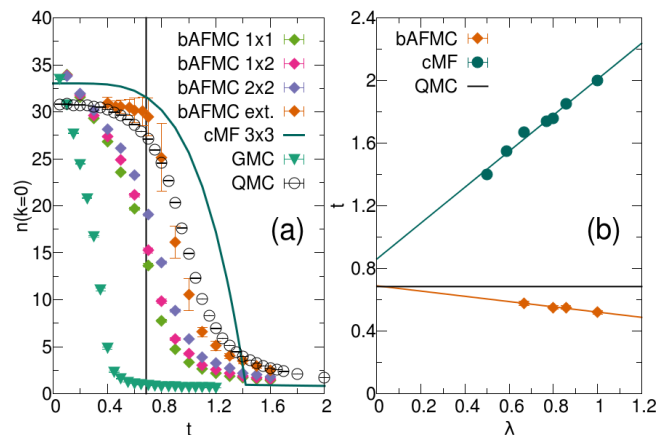 (a)
bAFMC 1x1
bAFMC 1x2
bAFMC 2x2
bAFMC ext.
cMF 3x3
GMC
QMC
n(k=0)
40
35
30
25
20
15
10
5
0
0 0.4 0.8 1.2 1.6 2
t
(b)
bAFMC
cMF
QMC
t
2.4
2
1.6
1.2
0.8
0.4
0
0 0.2 0.4 0.6 0.8 1 1.2
λ